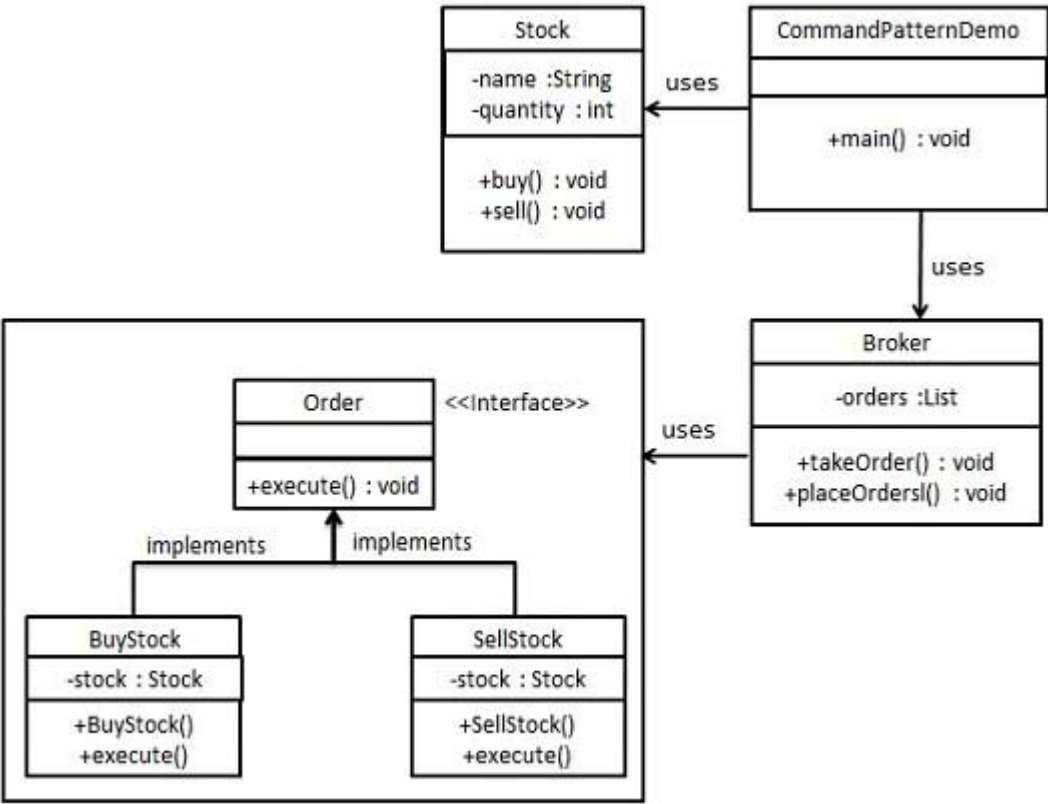 Stock
-name :String
-quantity : int
+buy() : void
+sell() : void
uses
CommandPatternDemo
+main() : void
uses
Broker
-orders :List
+takeOrder() : void
+placeOrdersl() : void
uses
Order
<<Interface>>
+execute() : void
implements
implements
BuyStock
-stock : Stock
+BuyStock()
+execute()
SellStock
-stock : Stock
+SellStock()
+execute()